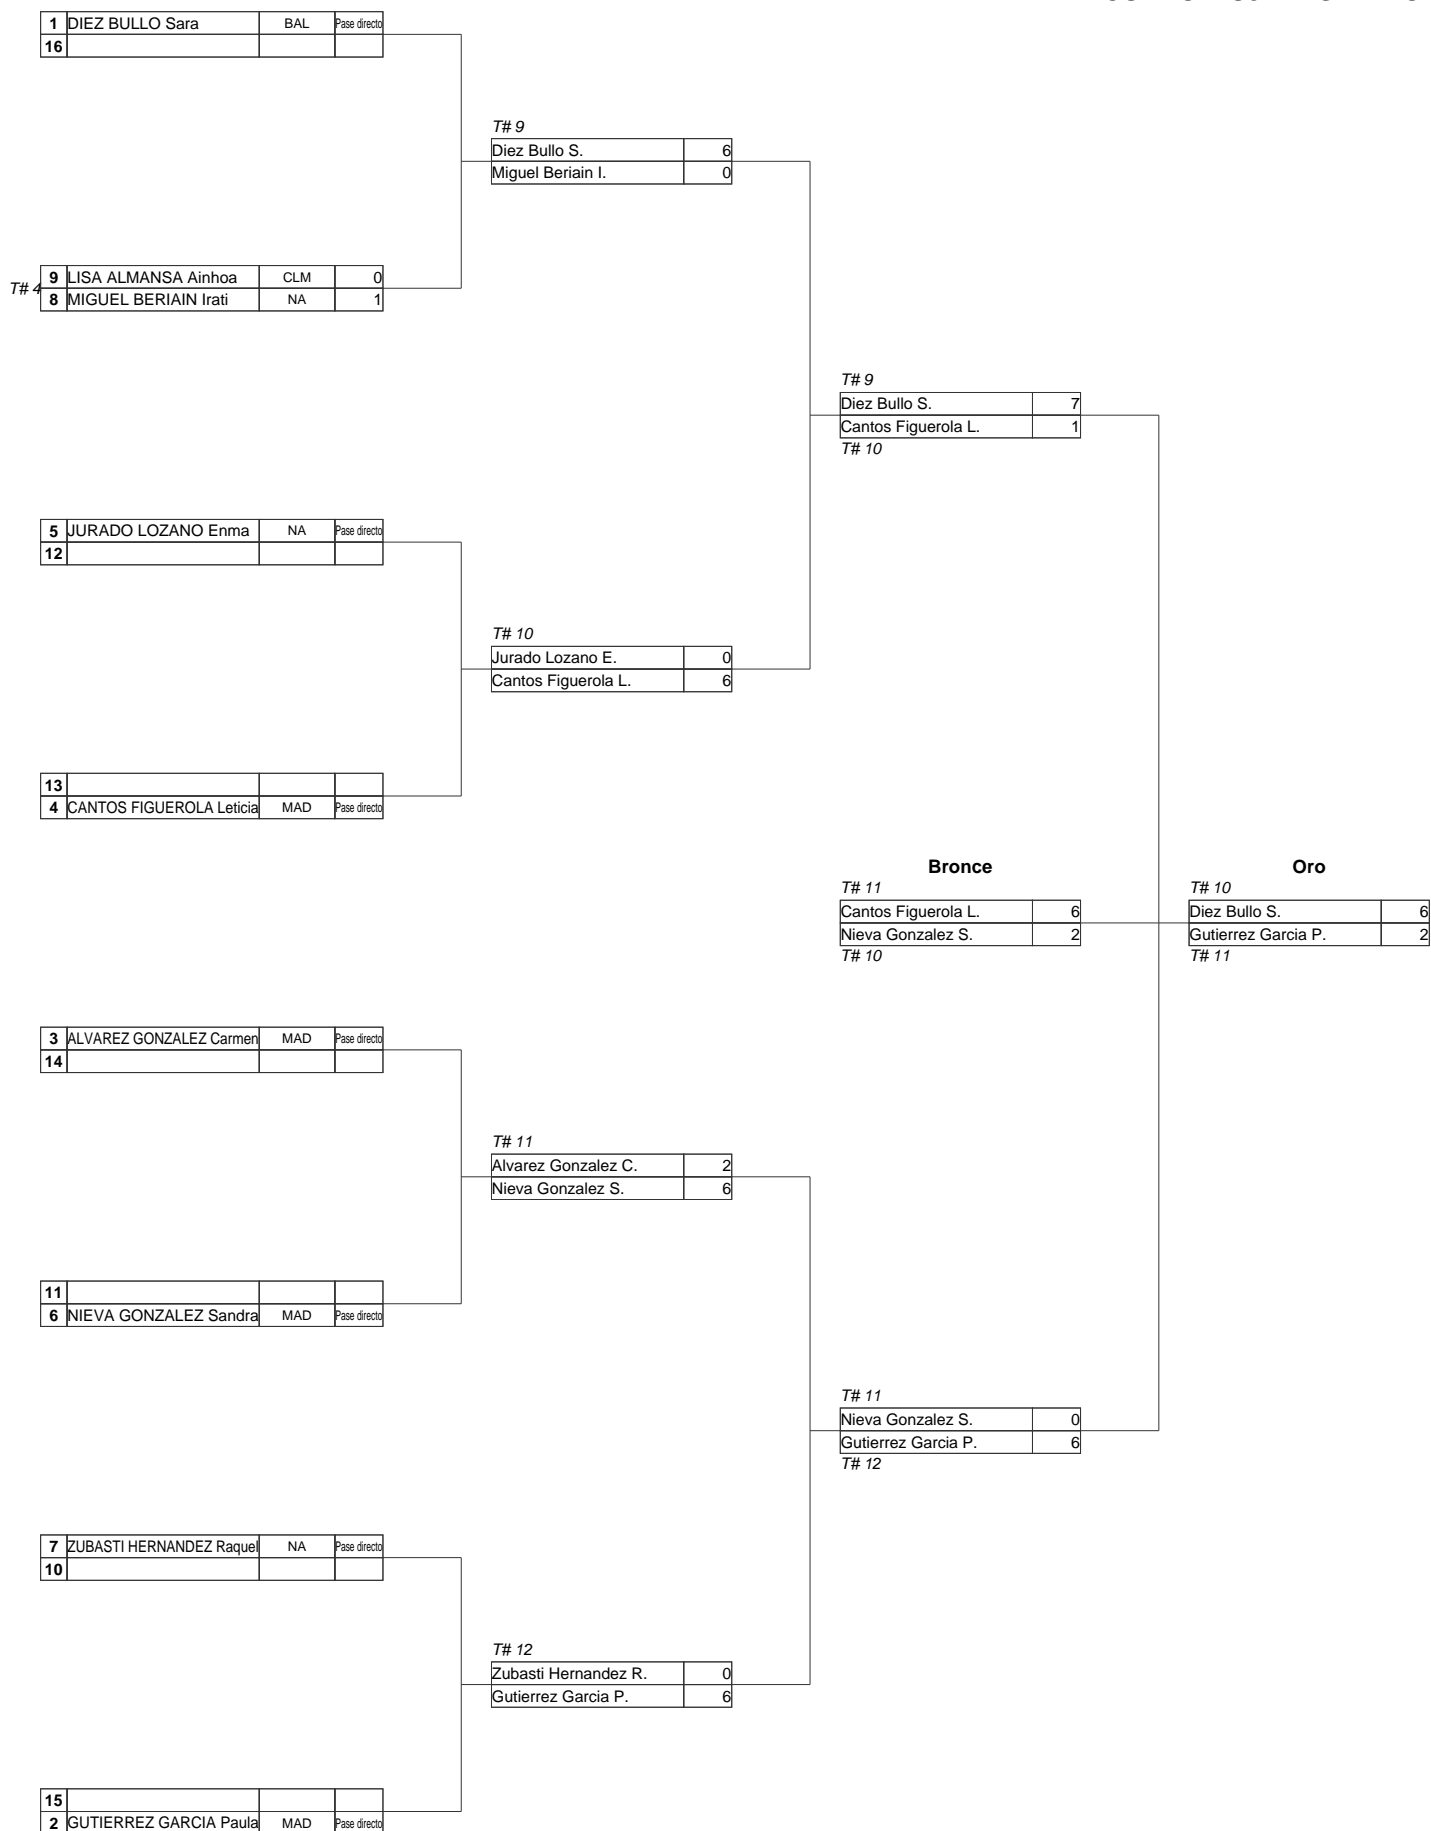 1 DIEZ BULLO Sara BAL Pase directo
16
T# 9
Diez Bullo S. 6
Miguel Beriain I. 0
9 LISA ALMANSA Ainhoa CLM 0
T# 4
8 MIGUEL BERIAIN Irati NA 1
T# 9
Diez Bullo S. 7
Cantos Figuerola L. 1
T# 10
5 JURADO LOZANO Enma NA Pase directo
12
T# 10
Jurado Lozano E. 0
Cantos Figuerola L. 6
13
4 CANTOS FIGUEROLA Leticia MAD Pase directo
Bronce Oro
T# 11 T# 10
Cantos Figuerola L. 6 Diez Bullo S. 6
Nieva Gonzalez S. 2 Gutierrez Garcia P. 2
T# 10 T# 11
3 ALVAREZ GONZALEZ Carmen MAD Pase directo
14
T# 11
Alvarez Gonzalez C. 2
Nieva Gonzalez S. 6
11
6 NIEVA GONZALEZ Sandra MAD Pase directo
T# 11
Nieva Gonzalez S. 0
Gutierrez Garcia P. 6
T# 12
7 ZUBASTI HERNANDEZ Raquel NA Pase directo
10
T# 12
Zubasti Hernandez R. 0
Gutierrez Garcia P. 6
15
2 GUTIERREZ GARCIA Paula MAD Pase directo